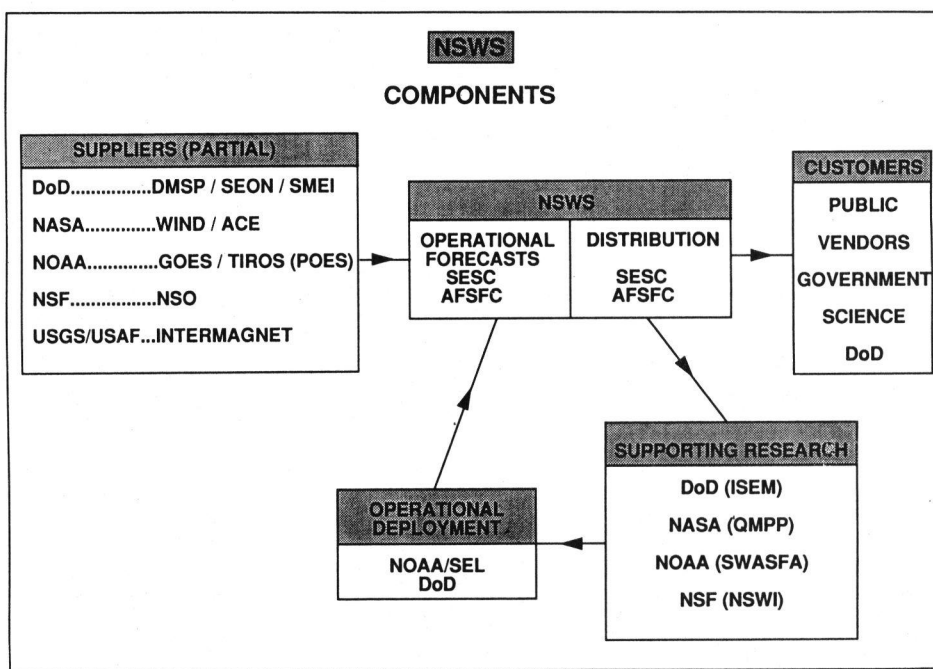 NSWS
COMPONENTS
SUPPLIERS (PARTIAL)
DoD................DMSP / SEON / SMEI
NASA..............WIND / ACE
NOAA..............GOES / TIROS (POES)
NSF.................NSO
USGS/USAF...INTERMAGNET
NSWS
OPERATIONAL
FORECASTS
SESC
AFSFC
DISTRIBUTION
SESC
AFSFC
CUSTOMERS
PUBLIC
VENDORS
GOVERNMENT
SCIENCE
DoD
SUPPORTING RESEARCH
DoD (ISEM)
NASA (QMPP)
NOAA (SWASFA)
NSF (NSWI)
OPERATIONAL
DEPLOYMENT
NOAA/SEL
DoD